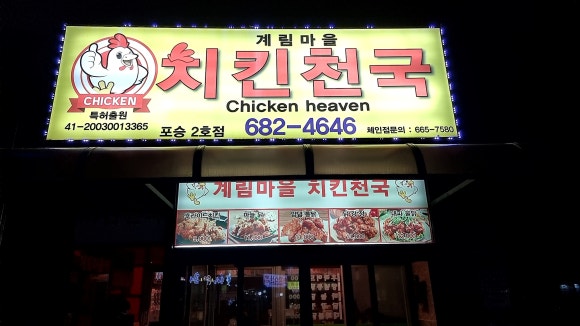 계림마을
치킨천국
CHICKEN
Chicken heaven
특허출원
41-20030013365
포승 2호점 682-4646 체인점문의 : 665-7580
계림마을 치킨천국